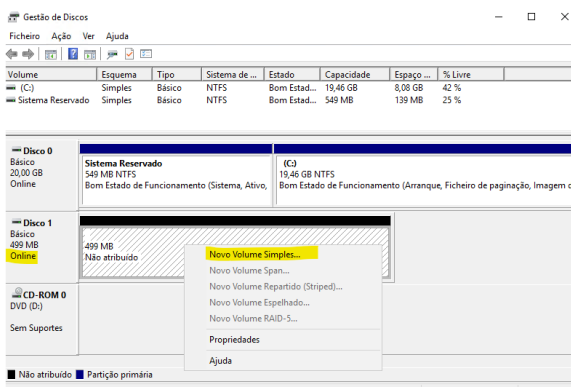 Gestão de Discos
Ficheiro Ação Ver Ajuda
Volume Esquema Tipo Sistema de ... Estado Capacidade Espaço ... % Livre
(C:) Simples Básico NTFS Bom Estad... 19,46 GB 8,08 GB 42 %
Sistema Reservado Simples Básico NTFS Bom Estad... 549 MB 139 MB 25 %
Disco 0
Básico
20,00 GB
Online
Sistema Reservado
549 MB NTFS
Bom Estado de Funcionamento (Sistema, Ativo,
(C:)
19,46 GB NTFS
Bom Estado de Funcionamento (Arranque, Ficheiro de paginação, Imagem d
Disco 1
Básico
499 MB
Online
499 MB
Não atribuído
Novo Volume Simples...
Novo Volume Span...
Novo Volume Repartido (Striped)...
Novo Volume Espelhado...
Novo Volume RAID-5...
Propriedades
Ajuda
CD-ROM 0
DVD (D:)
Sem Suportes
Não atribuído Partição primária